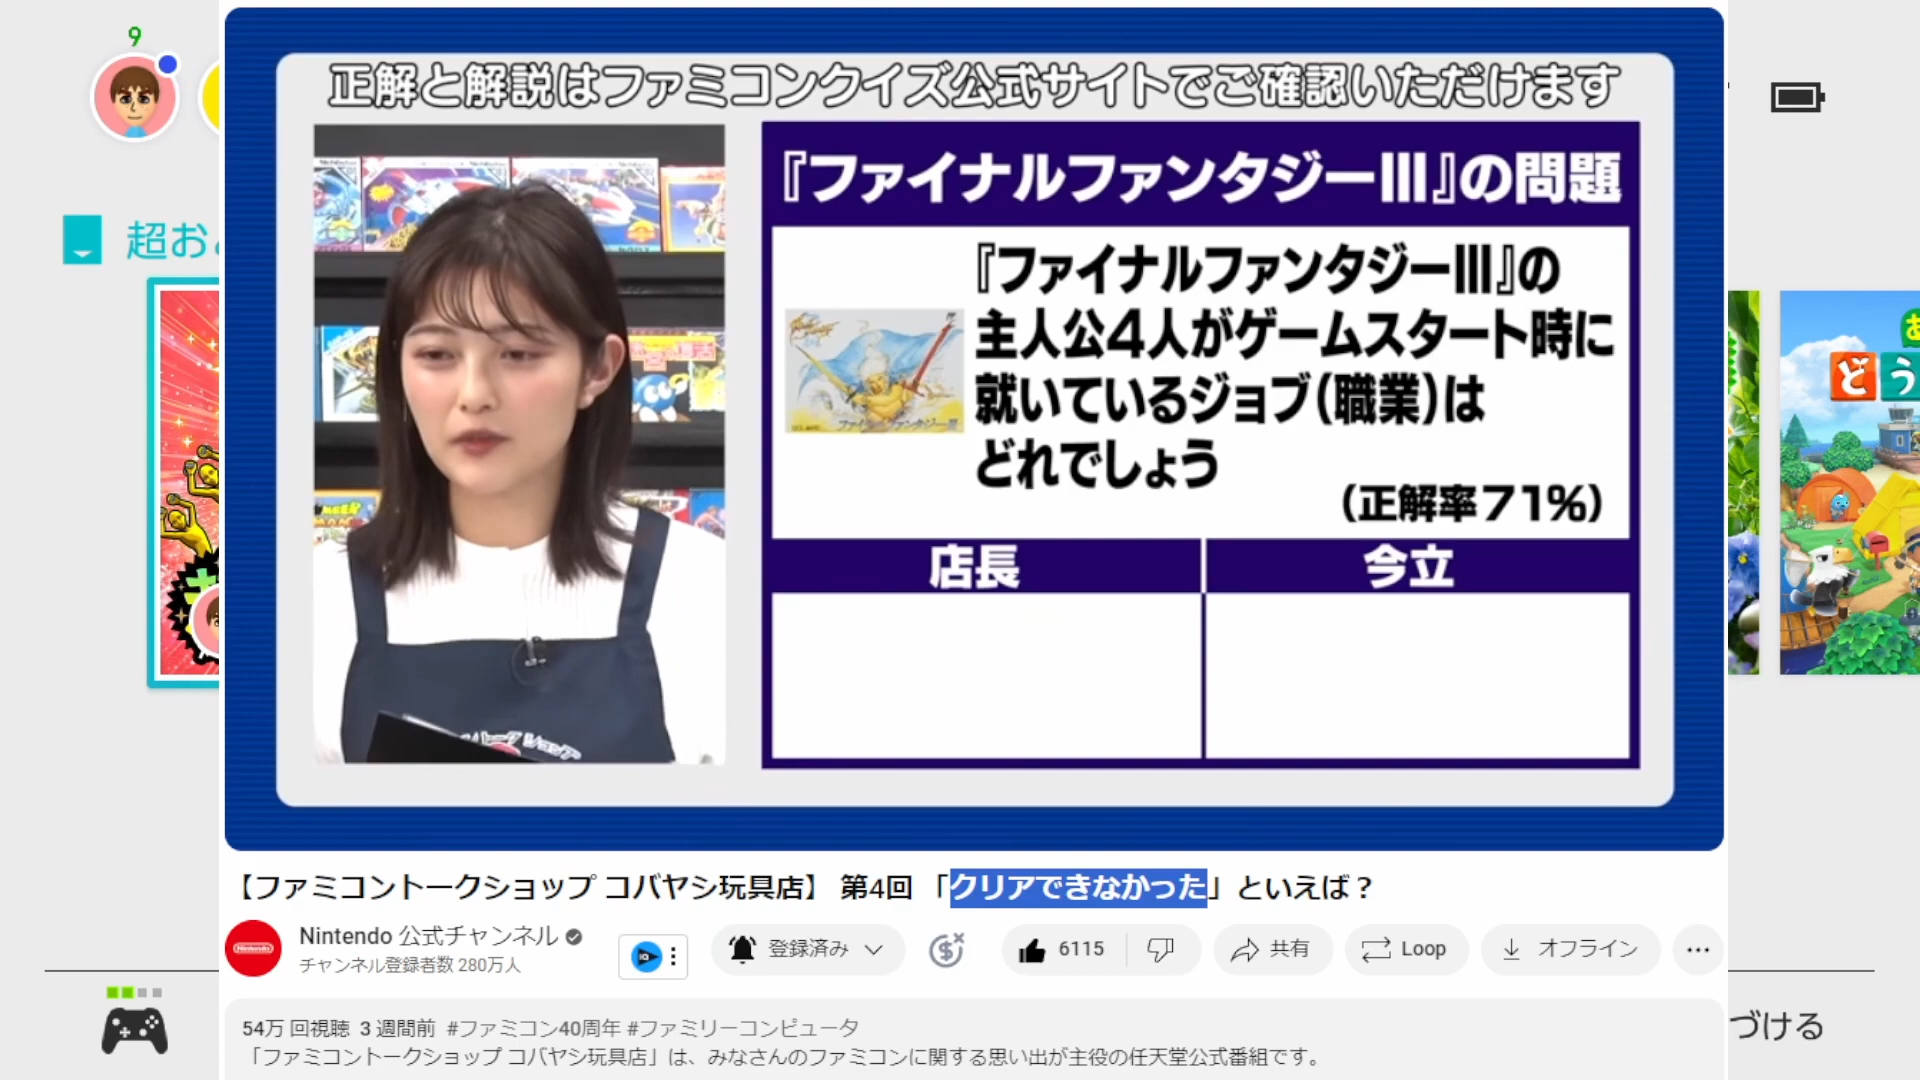 9
正解と解説はファミコンクイズ公式サイトでご確認いただけます
『ファイナルファンタジーIII』の問題
『ファイナルファンタジーIII』の
主人公4人がゲームスタート時に
就いているジョブ（職業）は
どれでしょう
（正解率71%）
店長
今立
超お
どう
【ファミコントークショップ コバヤシ玩具店】 第4回 「クリアできなかった」といえば？
Nintendo 公式チャンネル
チャンネル登録者数 280万人
登録済み
6115
共有
Loop
オフライン
54万 回視聴 3 週間前 #ファミコン40周年 #ファミリーコンピュータ
「ファミコントークショップ コバヤシ玩具店」は、みなさんのファミコンに関する思い出が主役の任天堂公式番組です。
づける